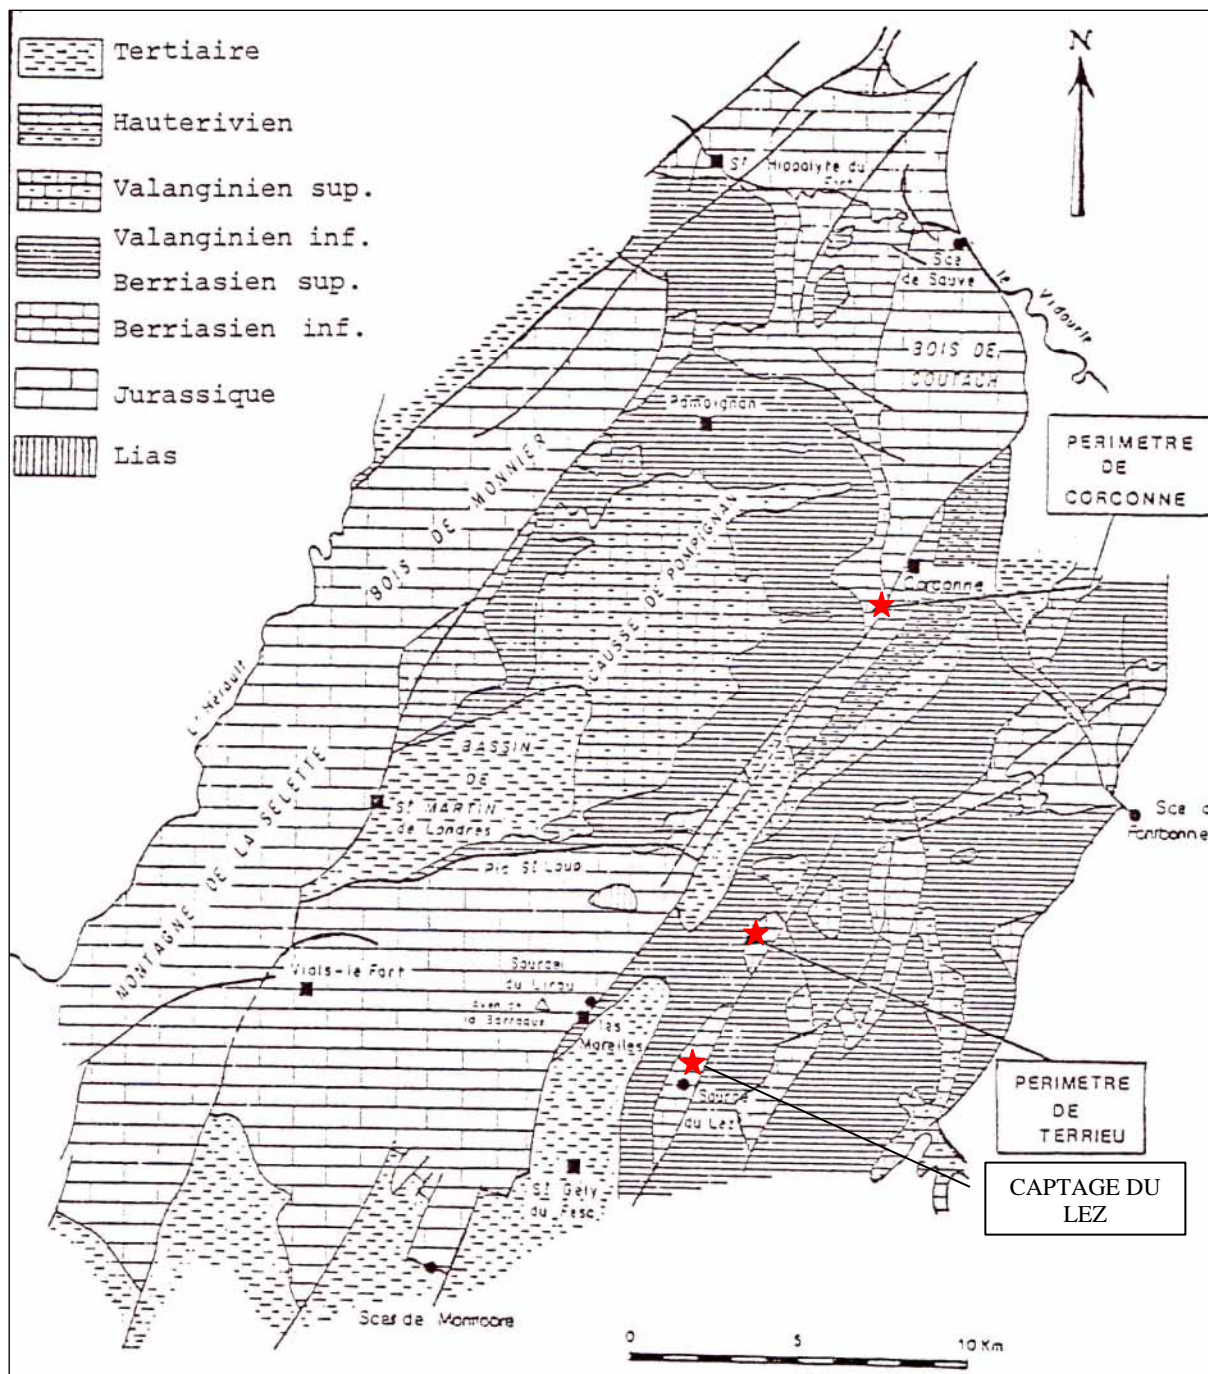 Tertiaire
Hauterivien
Valanginien sup.
Valanginien inf.
Berriasien sup.
Berriasien inf.
Jurassique
Lias
N
St Hippolyte du
Fort
Sce
de Sauve
le Vidourle
BOIS DE
COUTACH
Pompignan
PERIMETRE
DE
CORCONNE
BOIS DE MONNIER
CAUSSE DE POMPIGNAN
Corconne
L'Hérault
BASSIN
DE
St MARTIN
de Londres
MONTAGNE DE LA SELETTE
Pic St Loup
Sce d
Fontbonne
Viols-le Fort
Source
du Lirou
Aven de
la Barraque
les
Matelles
Source
du Lez
PERIMETRE
DE
TERRIEU
St Gély
du Fesc
CAPTAGE DU
LEZ
Sces de
0
5
10 Km